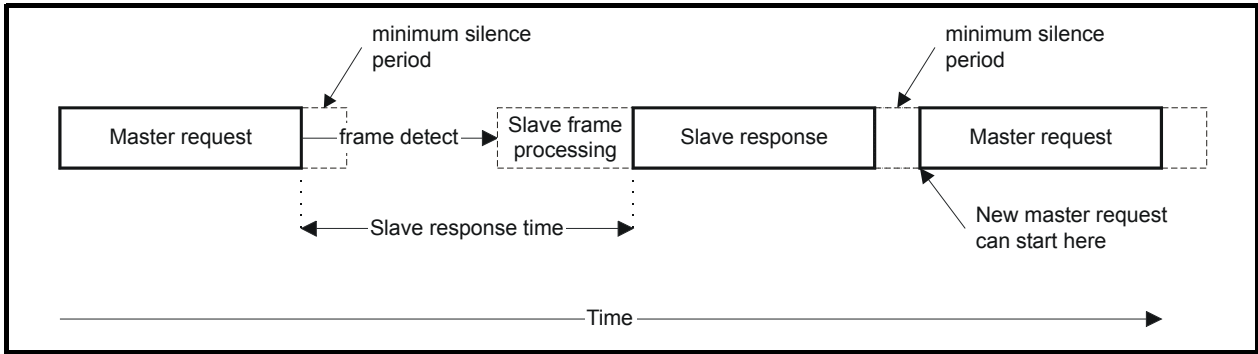 minimum silence
period
minimum silence
period
Master request
frame detect
Slave frame
processing
Slave response
Master request
Slave response time
New master request
can start here
Time